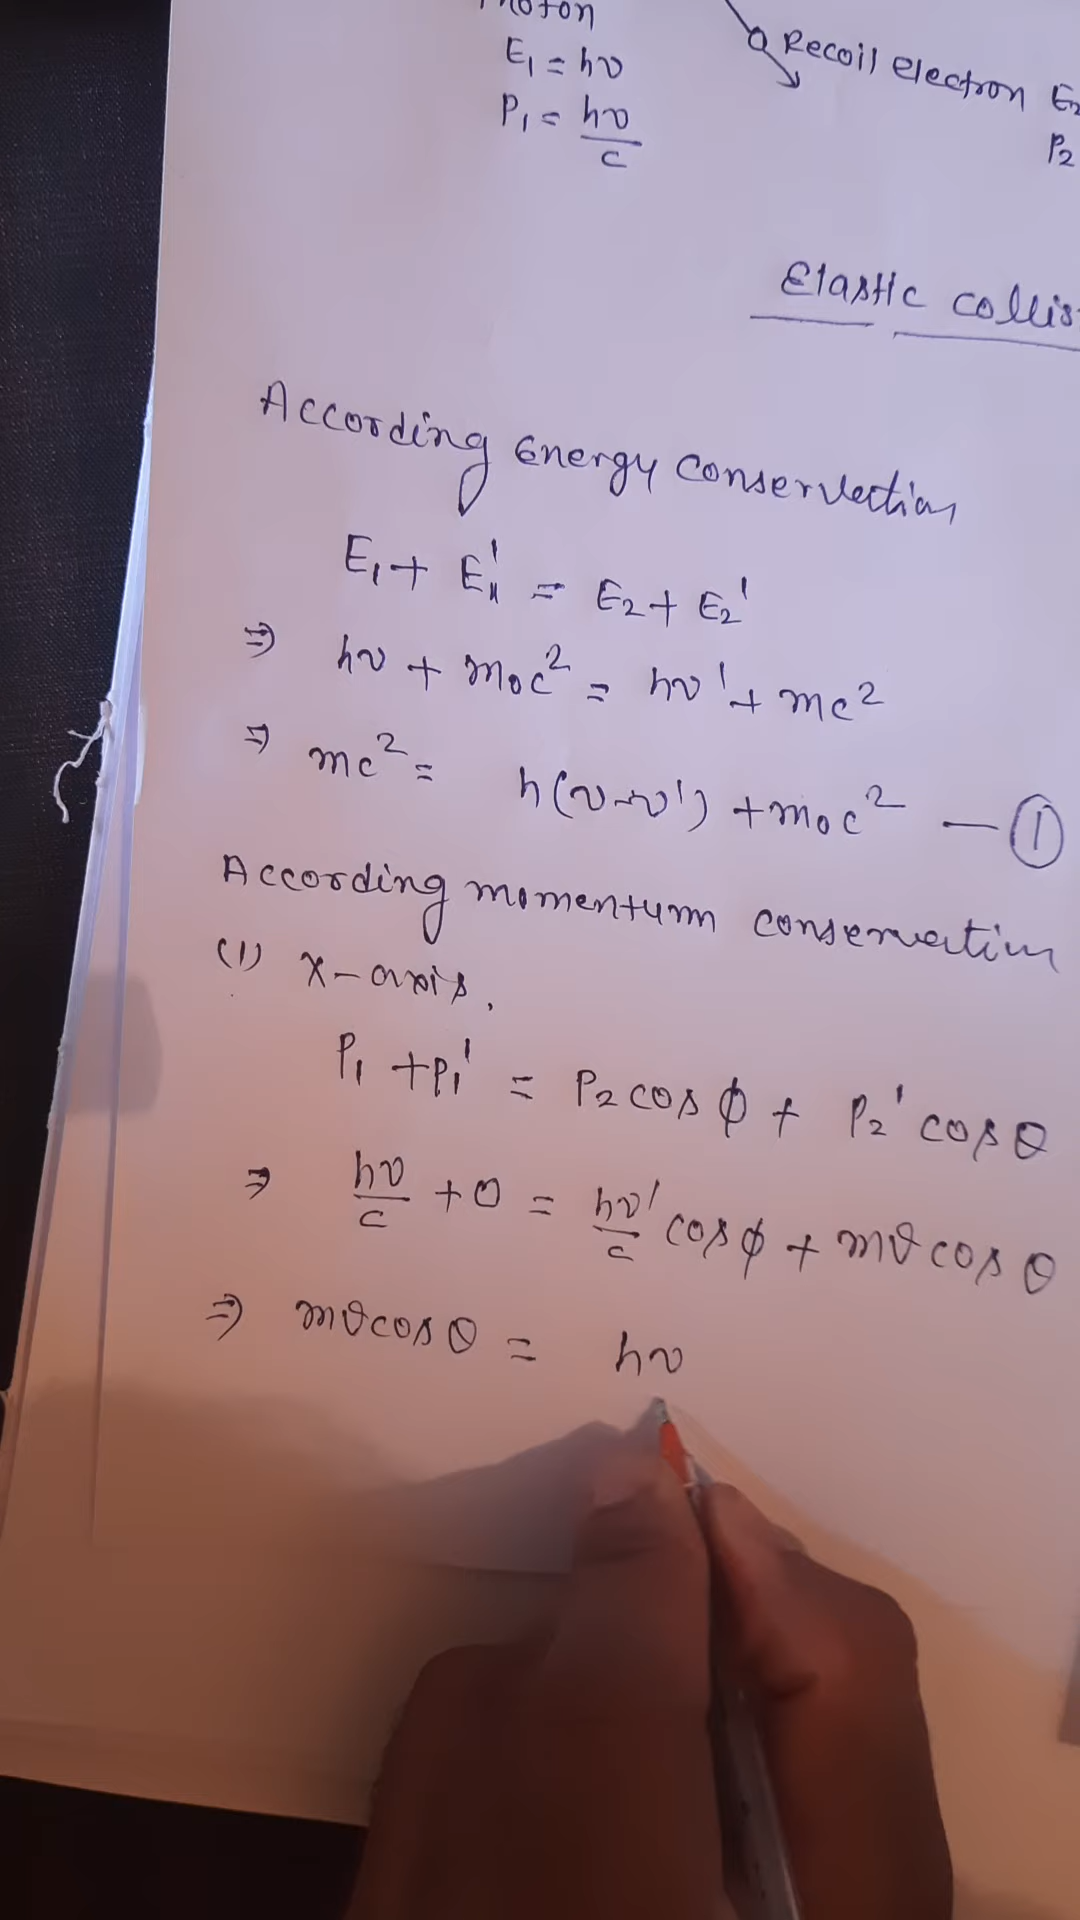 Photon
E₁ = hν
P₁ = hν/c
Recoil electron E₂
P₂
Elastic collis
According Energy conservation
E₁ + E₁' = E₂ + E₂'
⇒ hν + m₀c² = hν' + mc²
⇒ mc² = h(ν-ν') + m₀c² — ①
According momentum conservation
(1) x-axis,
P₁ + P₁' = P₂ cos ϕ + P₂' cos θ
⇒ hν/c + 0 = hν'/c cos ϕ + mv cos θ
⇒ mv cos θ = hν